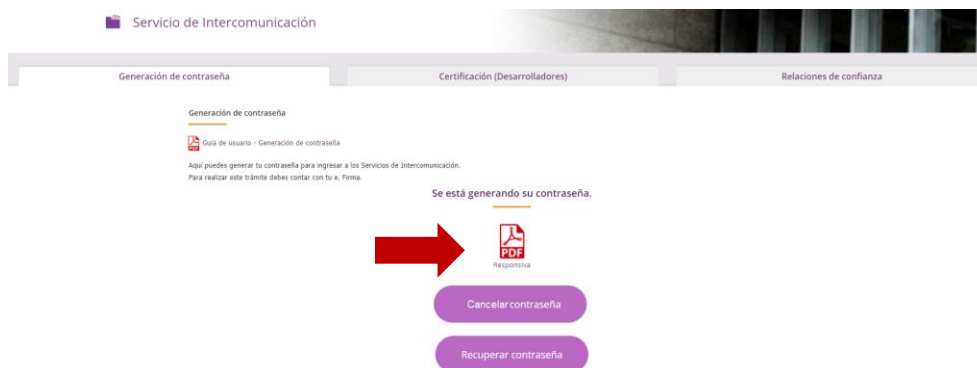 Servicio de Intercomunicación
Generación de contraseña
Certificación (Desarrolladores)
Relaciones de confianza
Generación de contraseña
PDF
Guía de usuario - Generación de contraseña
Aquí puedes generar tu contraseña para ingresar a los Servicios de Intercomunicación.
Para realizar este trámite debes contar con tu e. Firma.
Se está generando su contraseña.
PDF
Responsiva
Cancelar contraseña
Recuperar contraseña